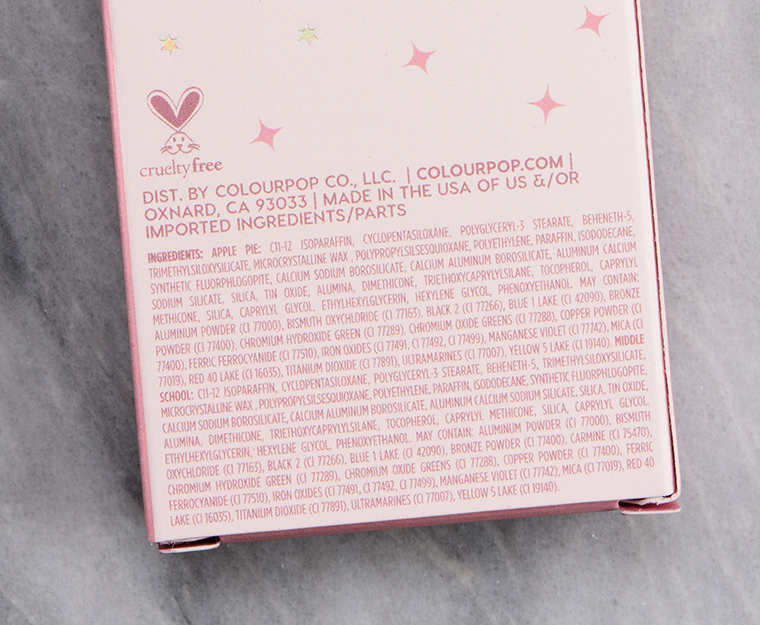 crueltyfree
DIST. BY COLOURPOP CO., LLC. | COLOURPOP.COM |
OXNARD, CA 93033 | MADE IN THE USA OF US &/OR
IMPORTED INGREDIENTS/PARTS
INGREDIENTS: APPLE PIE: C11-12 ISOPARAFFIN, CYCLOPENTASILOXANE, POLYGLYCERYL-3 STEARATE, BEHENETH-5,
TRIMETHYLSILOXYSILICATE, MICROCRYSTALLINE WAX , POLYPROPYLSILSESQUIOXANE, POLYETHYLENE, PARAFFIN, ISODODECANE,
SYNTHETIC FLUORPHLOGOPITE, CALCIUM SODIUM BOROSILICATE, CALCIUM ALUMINUM BOROSILICATE, ALUMINUM CALCIUM
SODIUM SILICATE, SILICA, TIN OXIDE, ALUMINA, DIMETHICONE, TRIETHOXYCAPRYLYLSILANE, TOCOPHEROL, CAPRYLYL
METHICONE, SILICA, CAPRYLYL GLYCOL, ETHYLHEXYLGLYCERIN, HEXYLENE GLYCOL, PHENOXYETHANOL. MAY CONTAIN:
ALUMINUM POWDER (CI 77000), BISMUTH OXYCHLORIDE (CI 77163), BLACK 2 (CI 77266), BLUE 1 LAKE (CI 42090), BRONZE
POWDER (CI 77400), CHROMIUM HYDROXIDE GREEN (CI 77289), CHROMIUM OXIDE GREENS (CI 77288), COPPER POWDER (CI
77400), FERRIC FERROCYANIDE (CI 77510), IRON OXIDES (CI 77491, CI 77492, CI 77499), MANGANESE VIOLET (CI 77742), MICA (CI
77019), RED 40 LAKE (CI 16035), TITANIUM DIOXIDE (CI 77891), ULTRAMARINES (CI 77007), YELLOW 5 LAKE (CI 19140). MIDDLE
SCHOOL: C11-12 ISOPARAFFIN, CYCLOPENTASILOXANE, POLYGLYCERYL-3 STEARATE, BEHENETH-5, TRIMETHYLSILOXYSILICATE,
MICROCRYSTALLINE WAX , POLYPROPYLSILSESQUIOXANE, POLYETHYLENE, PARAFFIN, ISODODECANE, SYNTHETIC FLUORPHLOGOPITE,
CALCIUM SODIUM BOROSILICATE, CALCIUM ALUMINUM BOROSILICATE, ALUMINUM CALCIUM SODIUM SILICATE, SILICA, TIN OXIDE,
ALUMINA, DIMETHICONE, TRIETHOXYCAPRYLYLSILANE, TOCOPHEROL, CAPRYLYL METHICONE, SILICA, CAPRYLYL GLYCOL,
ETHYLHEXYLGLYCERIN, HEXYLENE GLYCOL, PHENOXYETHANOL. MAY CONTAIN: ALUMINUM POWDER (CI 77000), BISMUTH
OXYCHLORIDE (CI 77163), BLACK 2 (CI 77266), BLUE 1 LAKE (CI 42090), BRONZE POWDER (CI 77400), CARMINE (CI 75470),
CHROMIUM HYDROXIDE GREEN (CI 77289), CHROMIUM OXIDE GREENS (CI 77288), COPPER POWDER (CI 77400), FERRIC
FERROCYANIDE (CI 77510), IRON OXIDES (CI 77491, CI 77492, CI 77499), MANGANESE VIOLET (CI 77742), MICA (CI 77019), RED 40
LAKE (CI 16035), TITANIUM DIOXIDE (CI 77891), ULTRAMARINES (CI 77007), YELLOW 5 LAKE (CI 19140).